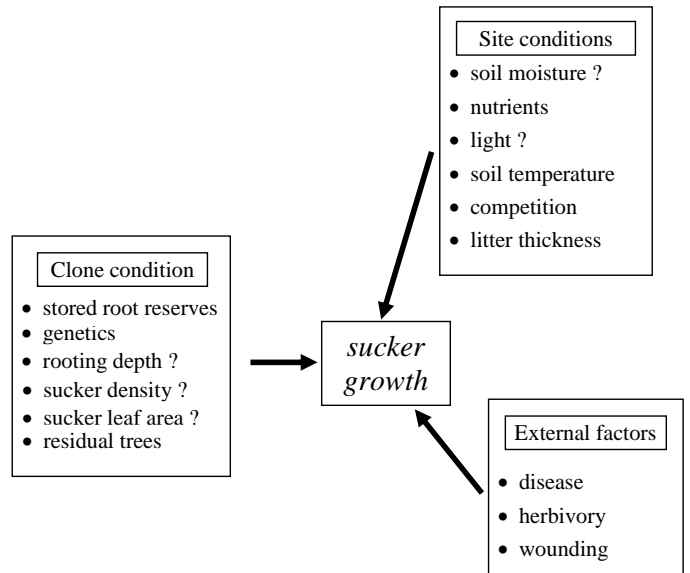 Site conditions
• soil moisture ?
• nutrients
• light ?
• soil temperature
• competition
• litter thickness
Clone condition
• stored root reserves
• genetics
• rooting depth ?
• sucker density ?
• sucker leaf area ?
• residual trees
sucker
growth
External factors
• disease
• herbivory
• wounding